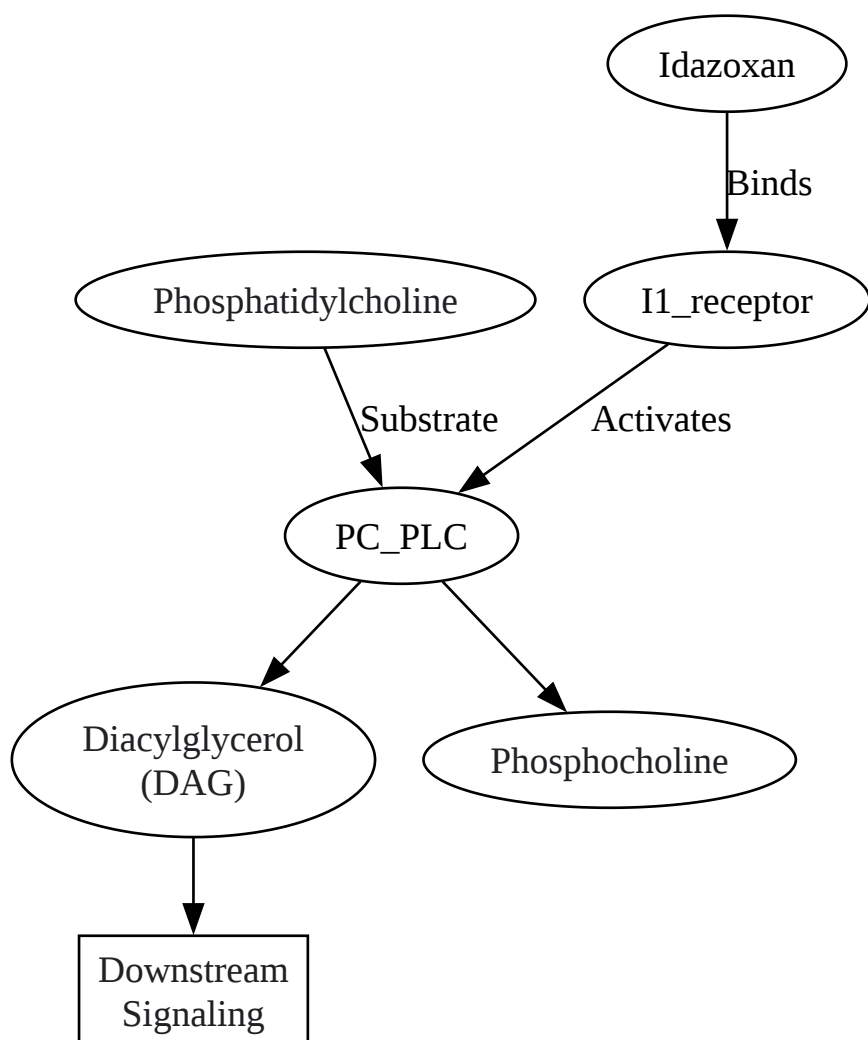 Idazoxan
Binds
Phosphatidylcholine
I1_receptor
Substrate
Activates
PC_PLC
Diacylglycerol
(DAG)
Phosphocholine
Downstream
Signaling